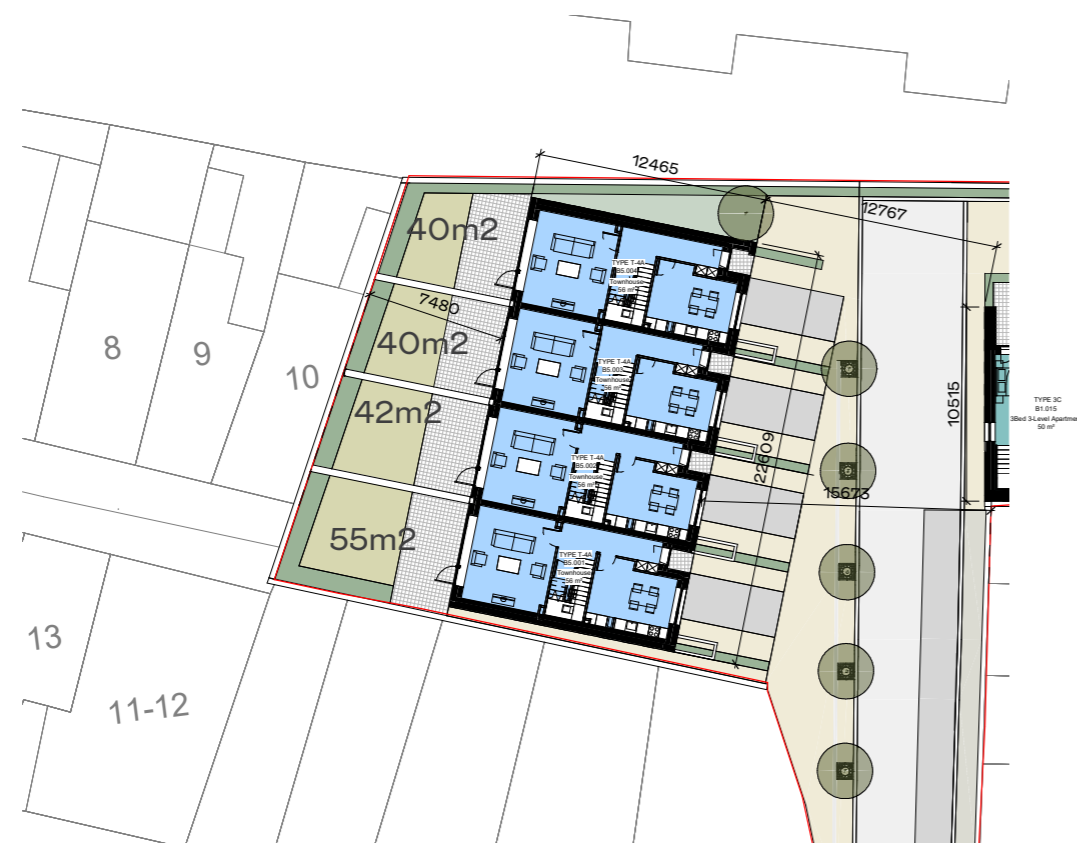 12465
12767
40m2
TYPE T-4A
B5.004
Townhouse
56 m²
7480
40m2
TYPE T-4A
B5.003
Townhouse
56 m²
8
9
10
10515
TYPE 3C
B1.015
3Bed 3-Level Apartme
50 m²
42m2
22609
TYPE T-4A
B5.002
Townhouse
56 m²
15673
55m2
TYPE T-4A
B5.001
Townhouse
56 m²
13
11-12